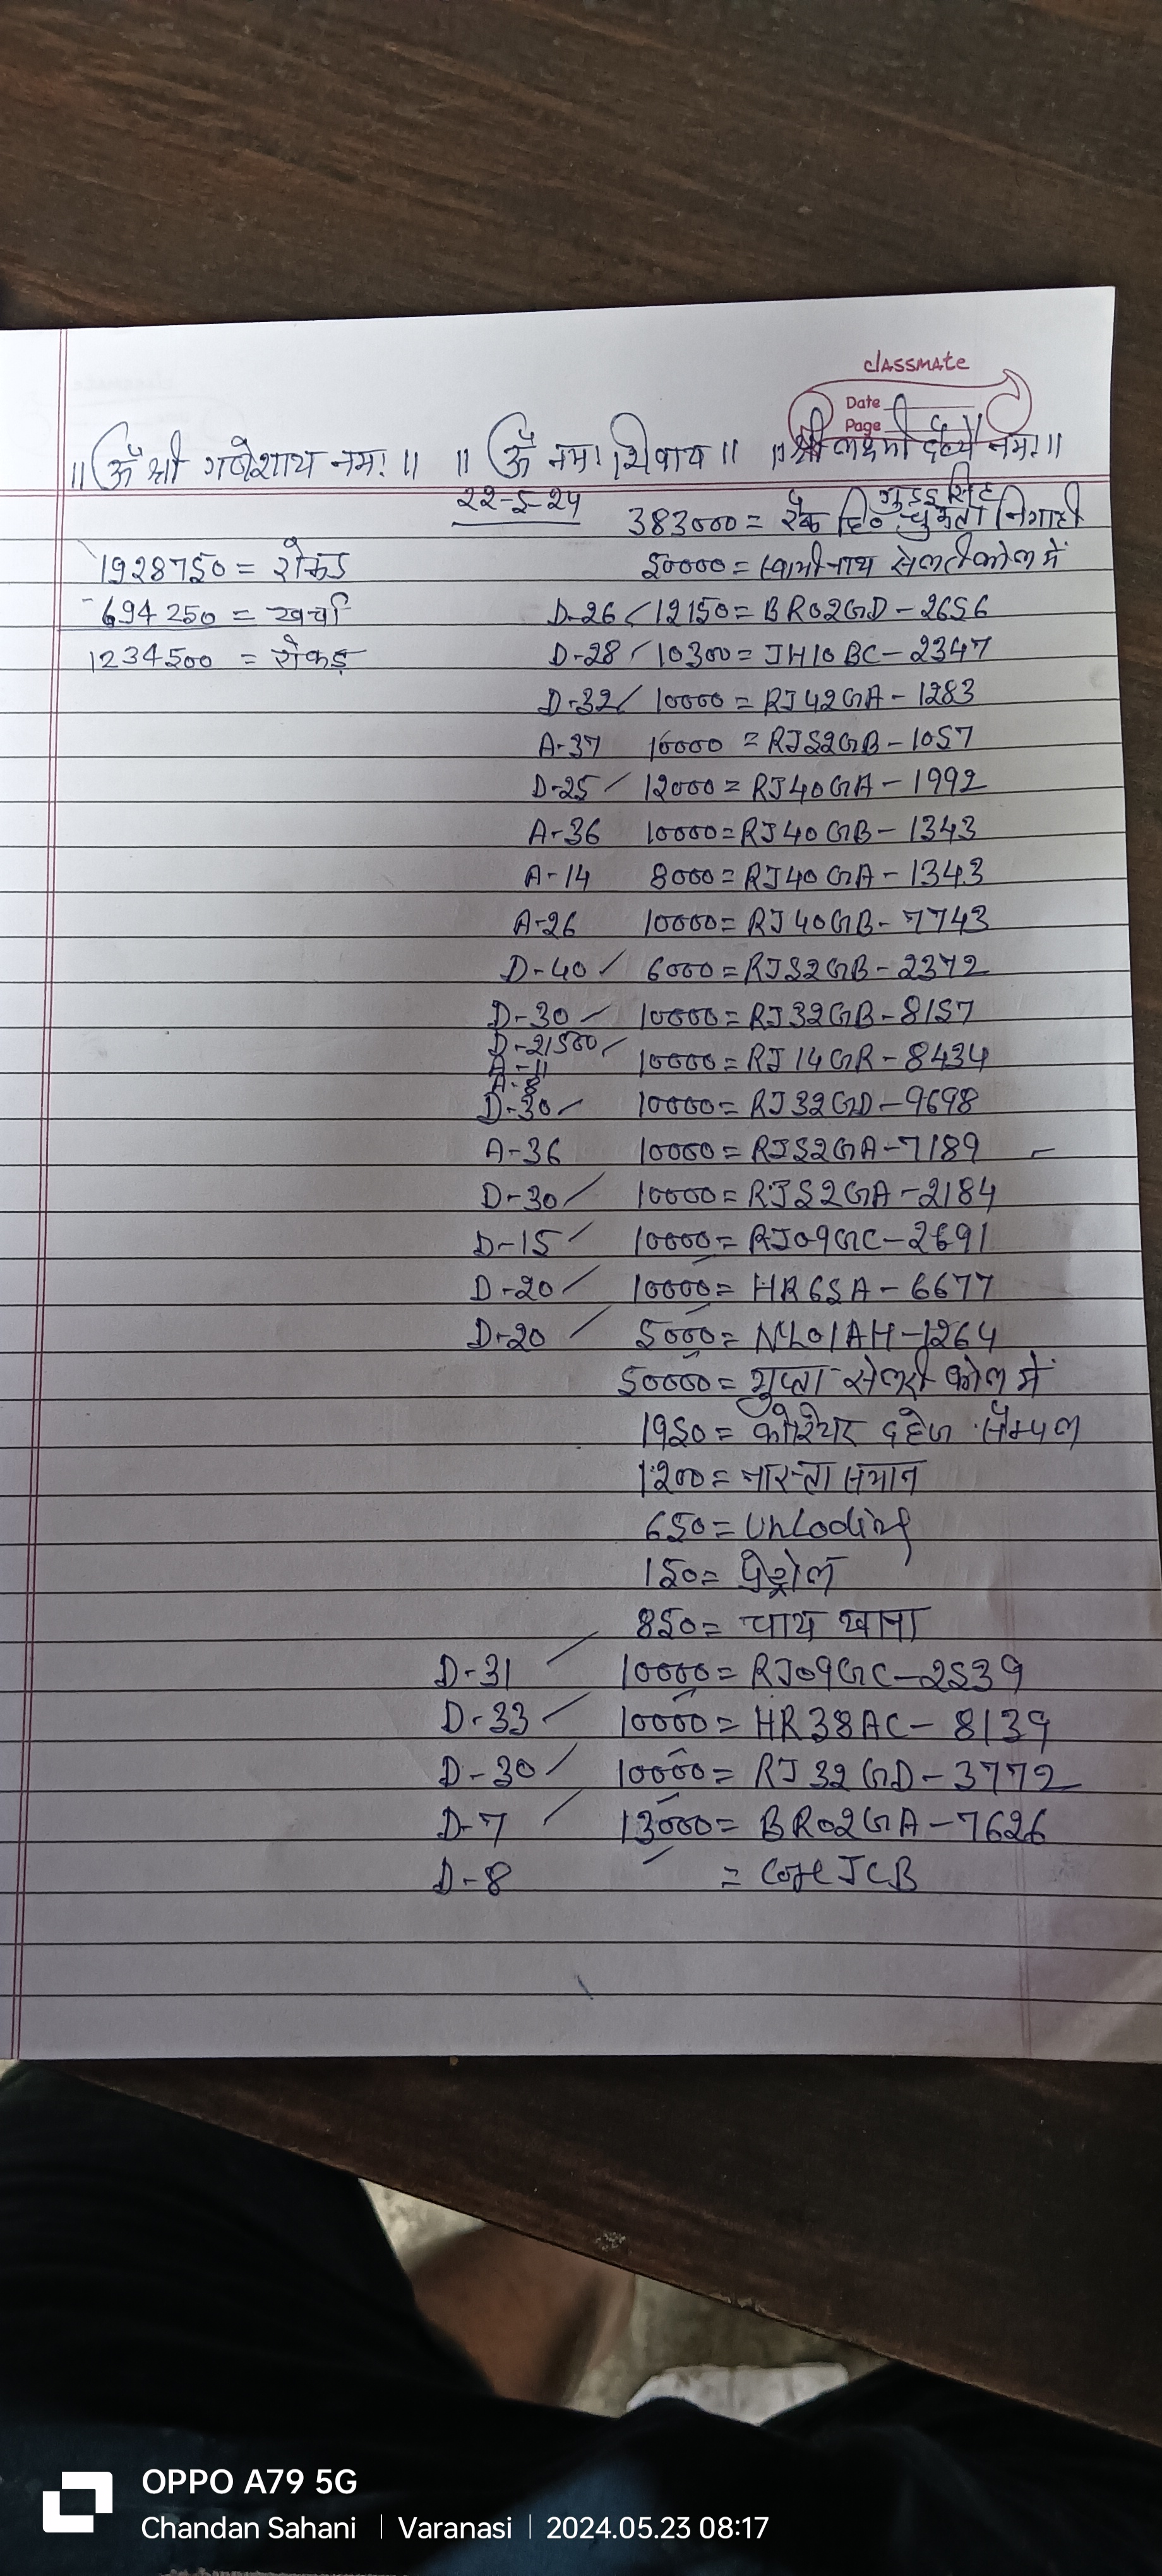 classmate
Date
Page
॥ ॐ श्री गणेशाय नमः ॥ ॥ ॐ नमः शिवाय ॥ ॥ श्री लक्ष्मी देव्यै नमः ॥
22-5-24
गुड्डू सिंह
383000 = रैक हि० चुकता निगाही
1928750 = रोकड़
50000 = स्वामीनाथ सेलरी कोल में
-694250 = खर्चा
D-26 ✓ 12150 = BR02GD-2656
1234500 = रोकड़
D-28 ✓ 10300 = JH10BC-2347
D-32 ✓ 10000 = RJ42GA-1283
A-37 10000 = RJ52GB-1057
D-25 ✓ 12000 = RJ40GA-1992
A-36 10000 = RJ40GB-1343
A-14 8000 = RJ40GA-1343
A-26 10000 = RJ40GB-7743
D-40 ✓ 6000 = RJ52GB-2372
D-30 ✓ 10000 = RJ32GB-8157
D-21500 ✓
A-11 10000 = RJ14GR-8434
A-8
D-30 ✓ 10000 = RJ32GD-9698
A-36 10000 = RJ52GA-7189 -
D-30 ✓ 10000 = RJ52GA-2184
D-15 ✓ 10000 = RJ09GC-2691
D-20 ✓ 10000 = HR65A-6677
D-20 ✓ 5000 = NL01AH-1264
50000 = गुप्ता सेलरी कोल में
1950 = कोरियर दहेज सैम्पल
1200 = नास्ता समान
650 = Unloding
150 = पेट्रोल
850 = चाय खाना
D-31 ✓ 10000 = RJ09GC-2539
D-33 ✓ 10000 = HR38AC-8139
D-30 ✓ 10000 = RJ32GD-3772
D-7 ✓ 13000 = BR02GA-7626
D-8 = JCB
OPPO A79 5G
Chandan Sahani | Varanasi | 2024.05.23 08:17